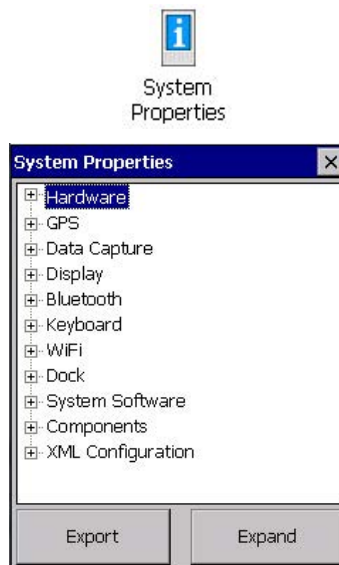 System
Properties
System Properties
Hardware
GPS
Data Capture
Display
Bluetooth
Keyboard
WiFi
Dock
System Software
Components
XML Configuration
Export
Expand